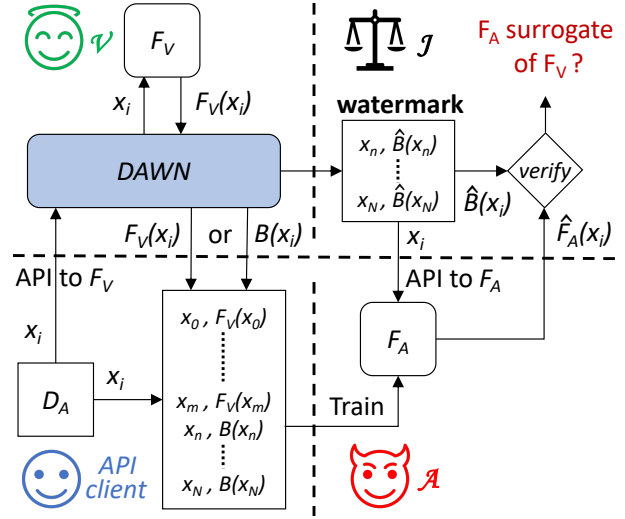 𝒱
F_V
x_i
F_V(x_i)
DAWN
F_V(x_i) or B(x_i)
𝒥
watermark
x_n , B̂(x_n)
x_N , B̂(x_N)
B̂(x_i)
x_i
F_A surrogate
of F_V ?
verify
F̂_A(x_i)
API to F_V
x_i
D_A
x_i
API
client
x_0 , F_V(x_0)
x_m , F_V(x_m)
x_n , B(x_n)
x_N , B(x_N)
API to F_A
F_A
Train
𝒜